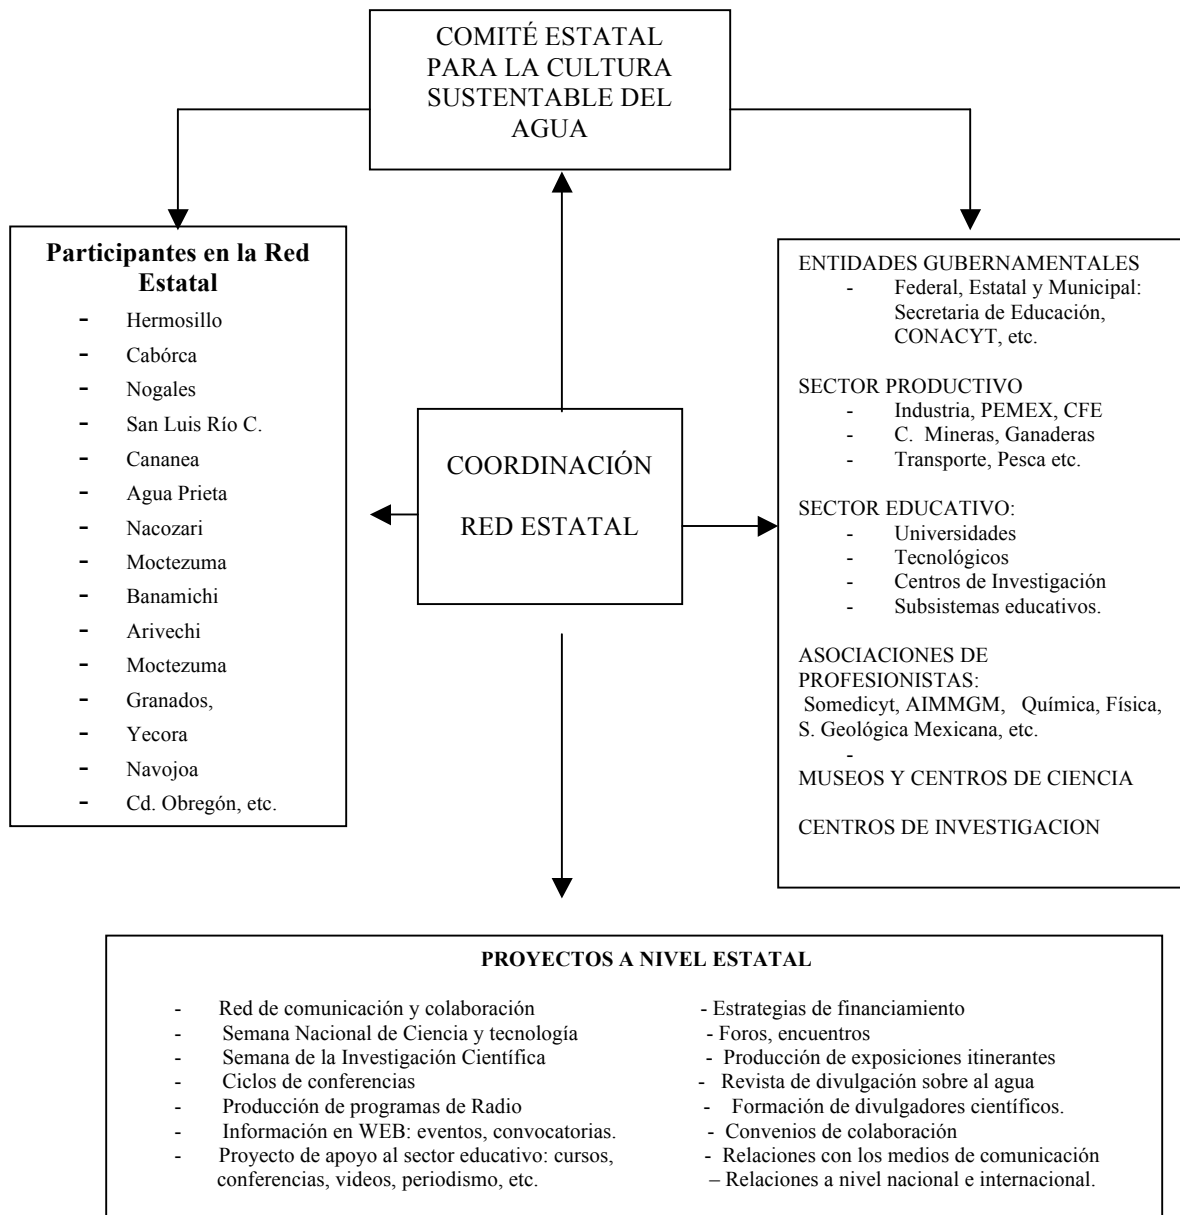 COMITÉ ESTATAL
PARA LA CULTURA
SUSTENTABLE DEL
AGUA
Participantes en la Red
Estatal
- Hermosillo
- Cabórca
- Nogales
- San Luis Río C.
- Cananea
- Agua Prieta
- Nacozari
- Moctezuma
- Banamichi
- Arivechi
- Moctezuma
- Granados,
- Yecora
- Navojoa
- Cd. Obregón, etc.
COORDINACIÓN
RED ESTATAL
ENTIDADES GUBERNAMENTALES
- Federal, Estatal y Municipal:
Secretaria de Educación,
CONACYT, etc.
SECTOR PRODUCTIVO
- Industria, PEMEX, CFE
- C. Mineras, Ganaderas
- Transporte, Pesca etc.
SECTOR EDUCATIVO:
- Universidades
- Tecnológicos
- Centros de Investigación
- Subsistemas educativos.
ASOCIACIONES DE
PROFESIONISTAS:
Somedicyt, AIMMGM, Química, Física,
S. Geológica Mexicana, etc.
-
MUSEOS Y CENTROS DE CIENCIA
CENTROS DE INVESTIGACION
PROYECTOS A NIVEL ESTATAL
- Red de comunicación y colaboración
- Semana Nacional de Ciencia y tecnología
- Semana de la Investigación Científica
- Ciclos de conferencias
- Producción de programas de Radio
- Información en WEB: eventos, convocatorias.
- Proyecto de apoyo al sector educativo: cursos,
conferencias, videos, periodismo, etc.
- Estrategias de financiamiento
- Foros, encuentros
- Producción de exposiciones itinerantes
- Revista de divulgación sobre al agua
- Formación de divulgadores científicos.
- Convenios de colaboración
- Relaciones con los medios de comunicación
– Relaciones a nivel nacional e internacional.